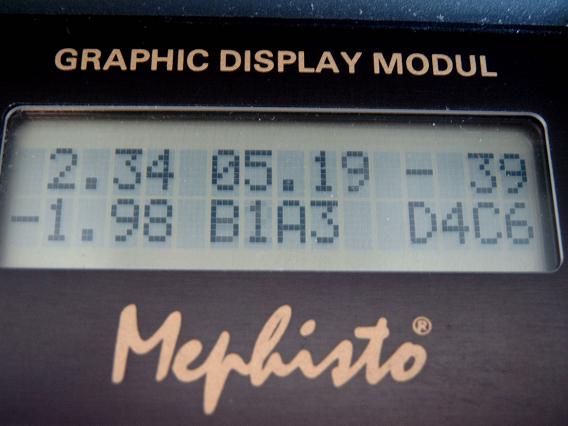 GRAPHIC DISPLAY MODUL
2.34 05.19 - 39
-1.98 B1A3 D4C6
Mephisto®